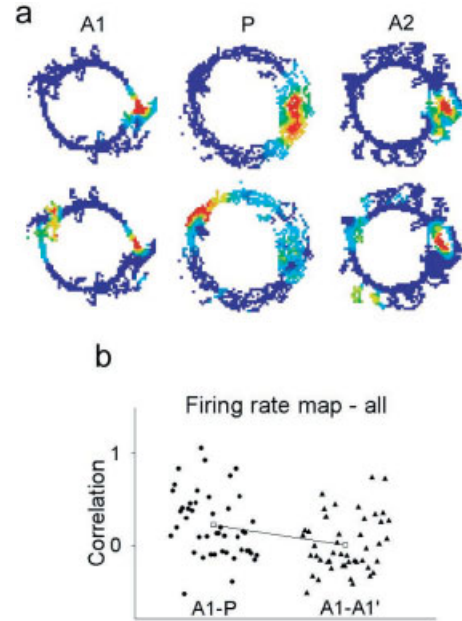 a
A1 P A2
b
Firing rate map - all
Correlation
1
0
A1-P A1-A1'